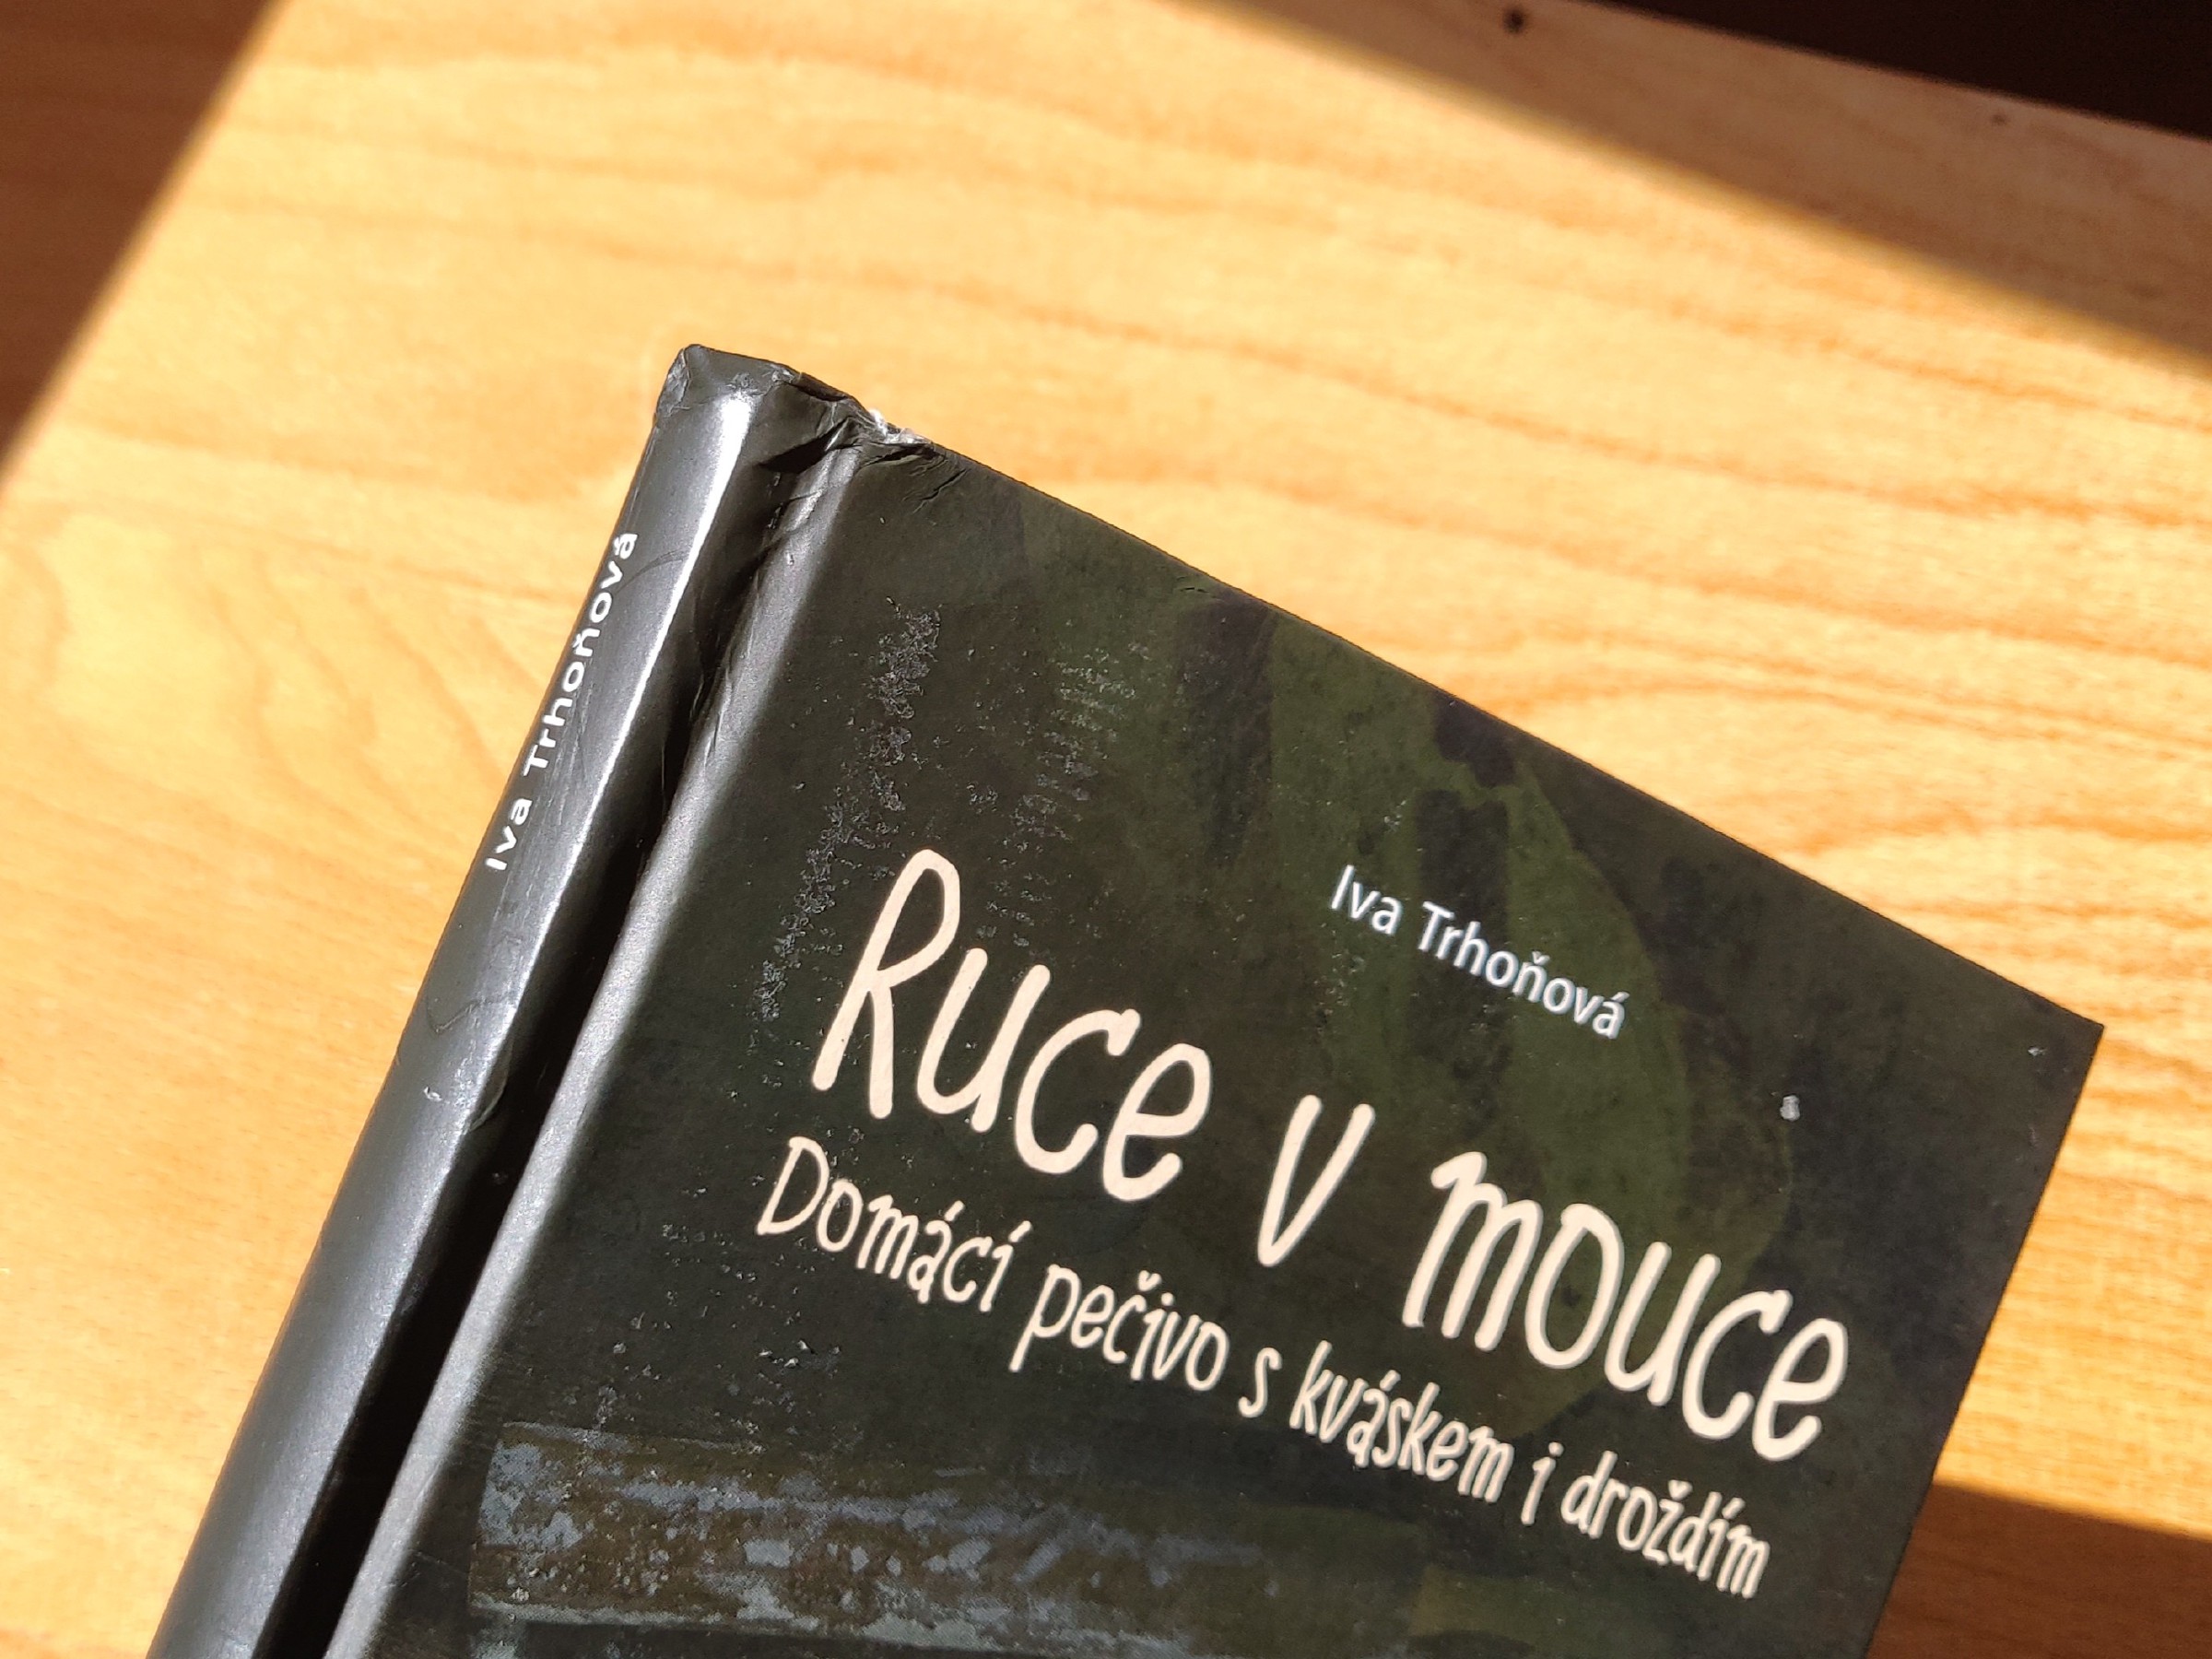 Iva Trhoňová
Iva Trhoňová
Ruce v mouce
Domácí pečivo s kváskem i droždím